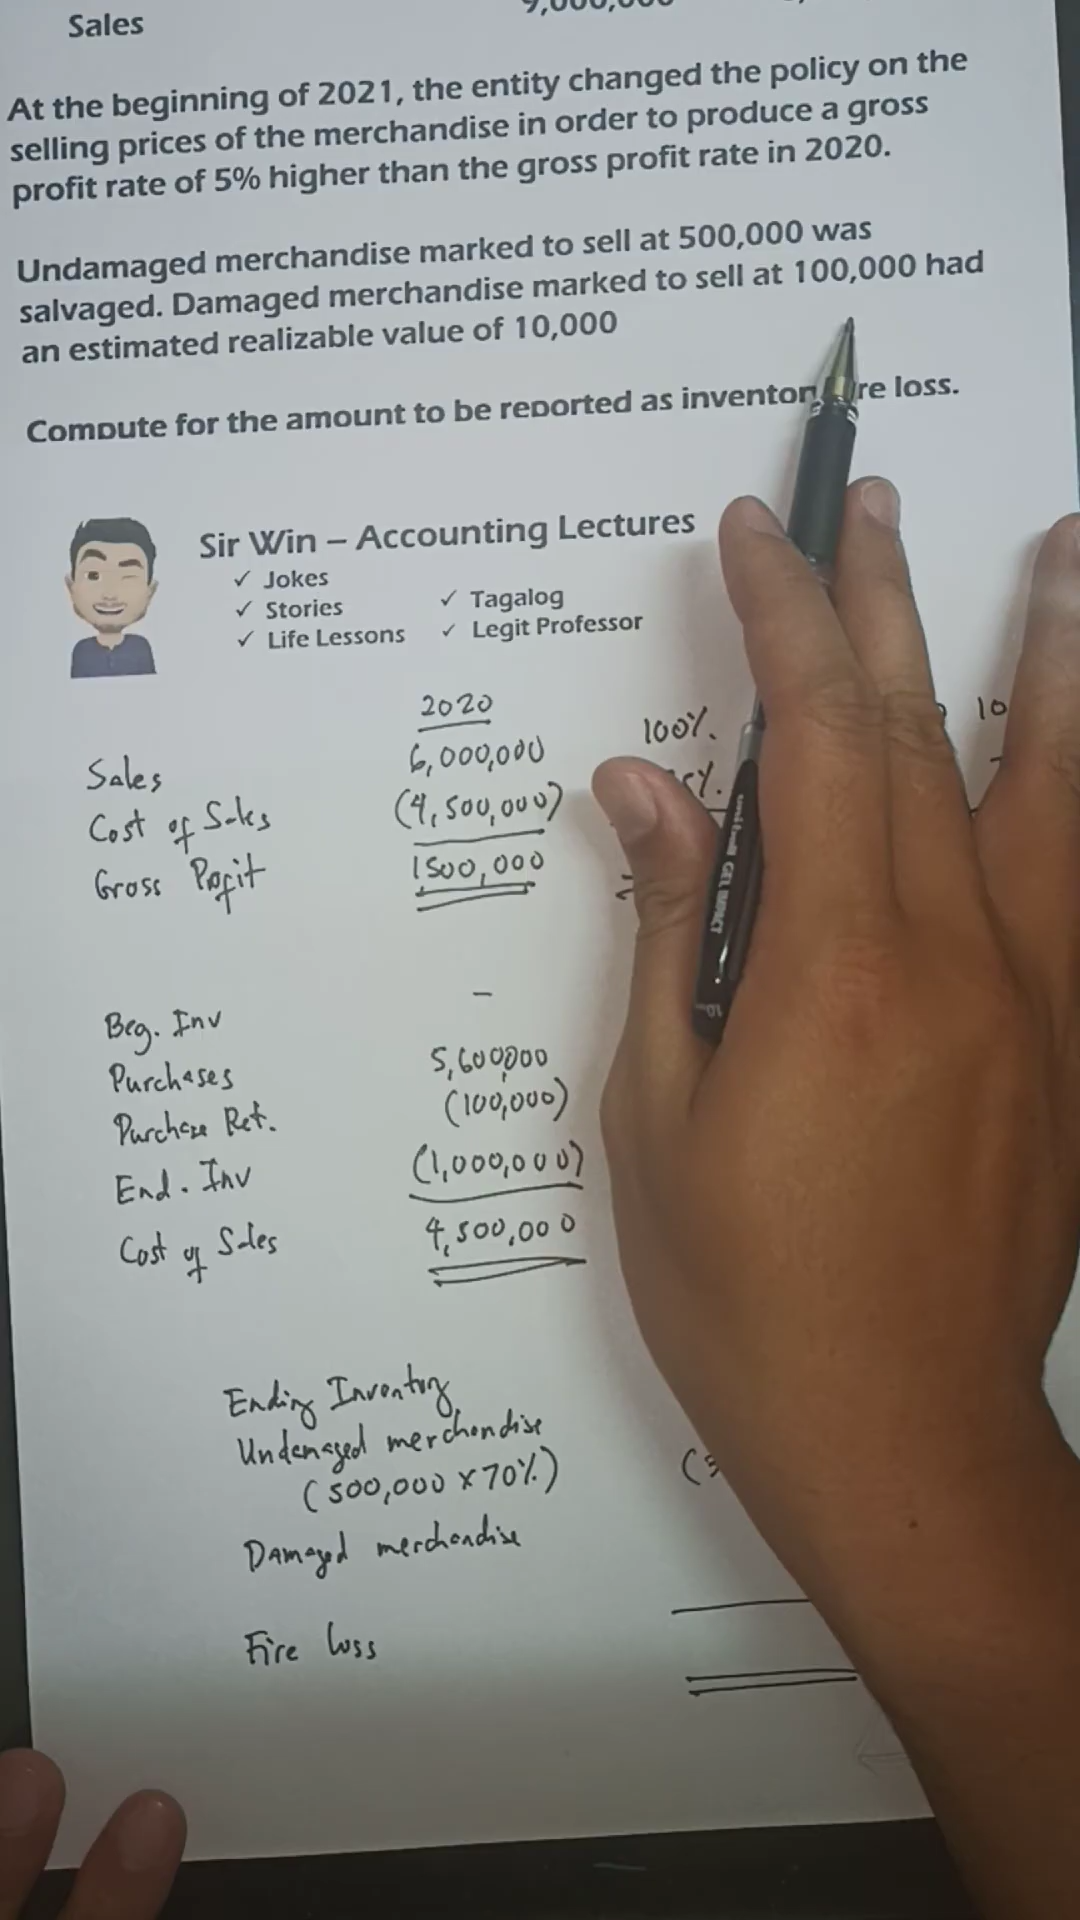 Sales
At the beginning of 2021, the entity changed the policy on the
selling prices of the merchandise in order to produce a gross
profit rate of 5% higher than the gross profit rate in 2020.
Undamaged merchandise marked to sell at 500,000 was
salvaged. Damaged merchandise marked to sell at 100,000 had
an estimated realizable value of 10,000
Compute for the amount to be reported as loss.
Sir Win – Accounting Lectures
✓ Jokes
✓ Stories ✓ Tagalog
✓ Life Lessons ✓ Legit Professor
2020
Sales 6,000,000 100%. 10
Cost of Sales (4,500,000)
Gross Profit 1500,000
Beg. Inv –
Purchases 5,600,000
Purchase Ret. (100,000)
End. Inv (1,000,000)
Cost of Sales 4,500,000
Ending Inventory
Undamaged merchandise
(500,000 x 70%)
Damaged merchandise
Fire loss
uni-ball GEL IMPACT